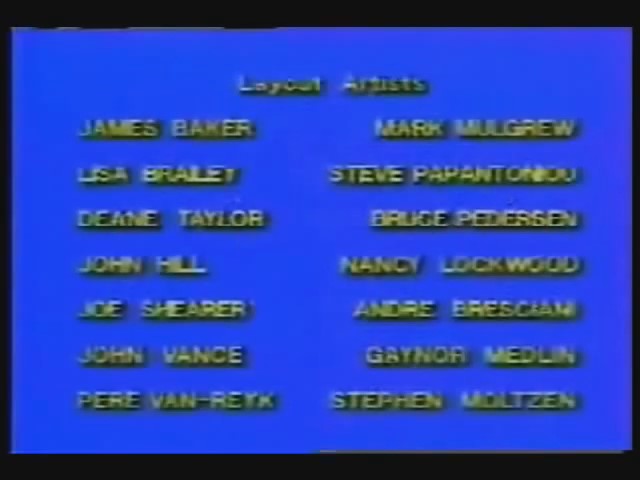 Layout Artists
JAMES BAKER MARK MULGREW
LISA BRAILEY STEVE PAPANTONIOU
DEANE TAYLOR BRUCE PEDERSEN
JOHN HILL NANCY LOCKWOOD
JOE SHEARER ANDRE BRESCIANI
JOHN VANCE GAYNOR MEDLIN
PERE VAN-REYK STEPHEN MOLTZEN